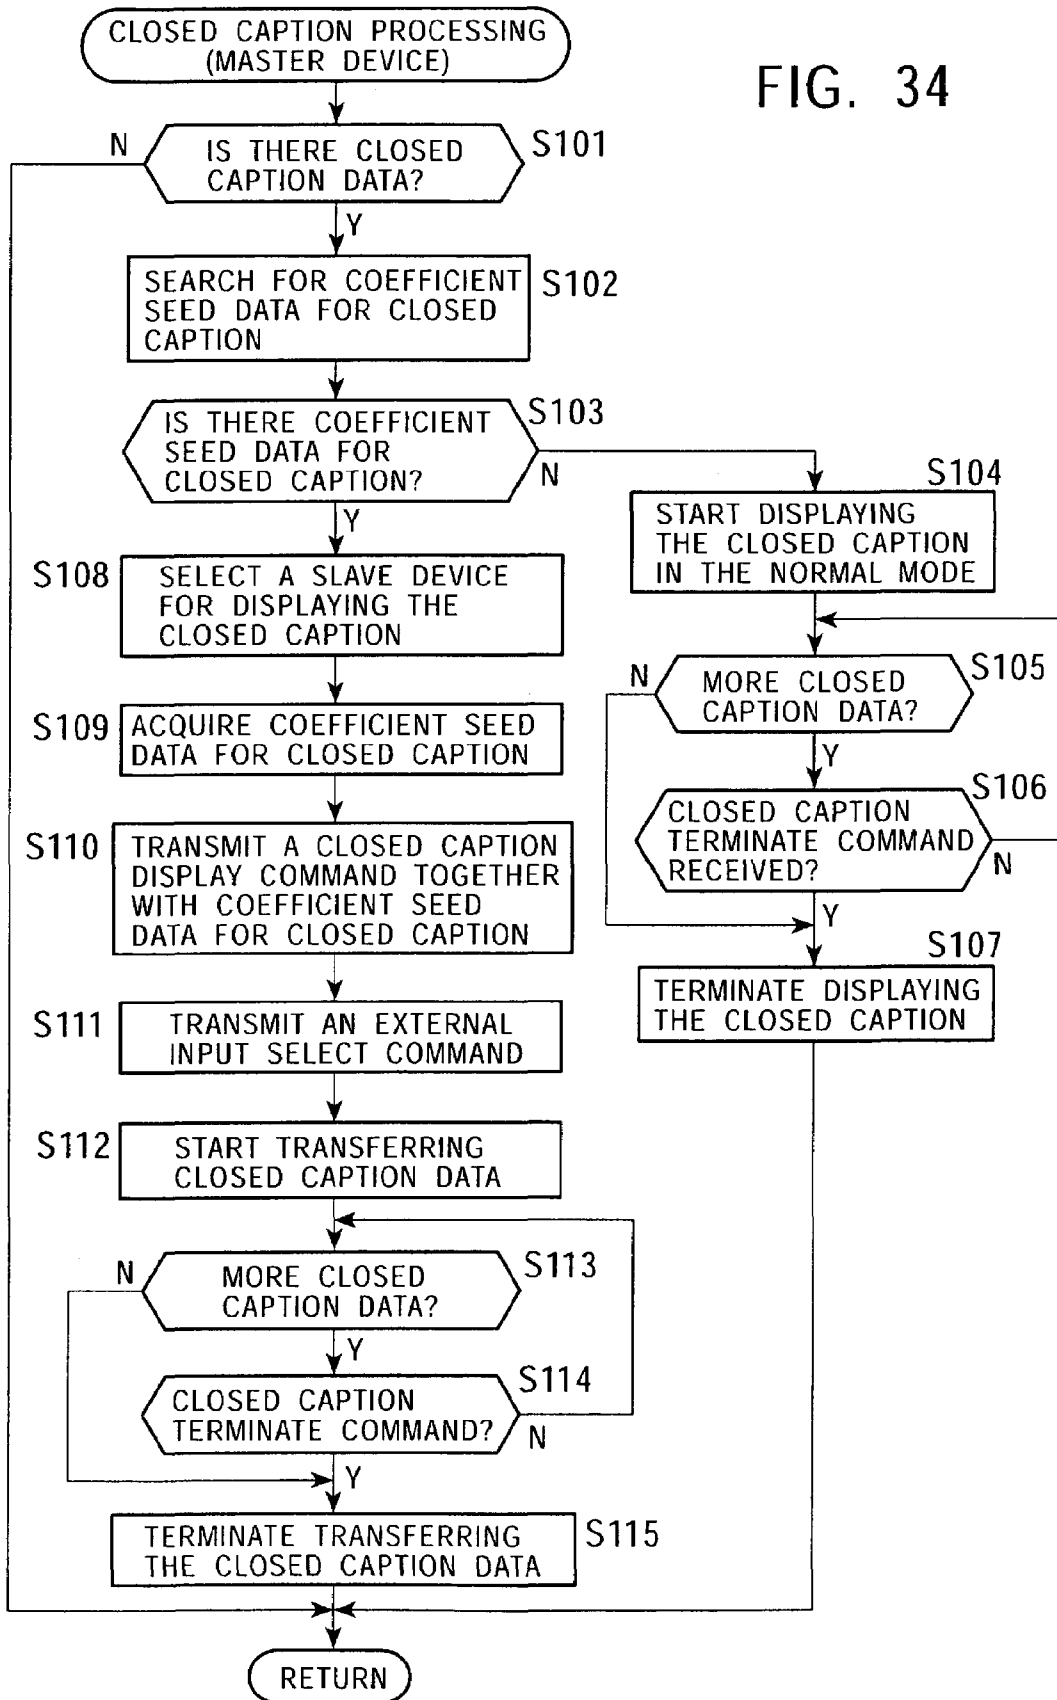 CLOSED CAPTION PROCESSING
(MASTER DEVICE)
FIG. 34
N
IS THERE CLOSED
CAPTION DATA?
S101
Y
SEARCH FOR COEFFICIENT
SEED DATA FOR CLOSED
CAPTION
S102
IS THERE COEFFICIENT
SEED DATA FOR
CLOSED CAPTION?
S103
N
Y
S104
START DISPLAYING
THE CLOSED CAPTION
IN THE NORMAL MODE
S108
SELECT A SLAVE DEVICE
FOR DISPLAYING THE
CLOSED CAPTION
N
MORE CLOSED
CAPTION DATA?
S105
Y
S109
ACQUIRE COEFFICIENT SEED
DATA FOR CLOSED CAPTION
CLOSED CAPTION
TERMINATE COMMAND
RECEIVED?
S106
N
Y
S110
TRANSMIT A CLOSED CAPTION
DISPLAY COMMAND TOGETHER
WITH COEFFICIENT SEED
DATA FOR CLOSED CAPTION
S107
TERMINATE DISPLAYING
THE CLOSED CAPTION
S111
TRANSMIT AN EXTERNAL
INPUT SELECT COMMAND
S112
START TRANSFERRING
CLOSED CAPTION DATA
N
MORE CLOSED
CAPTION DATA?
S113
Y
CLOSED CAPTION
TERMINATE COMMAND?
S114
N
Y
TERMINATE TRANSFERRING
THE CLOSED CAPTION DATA
S115
RETURN